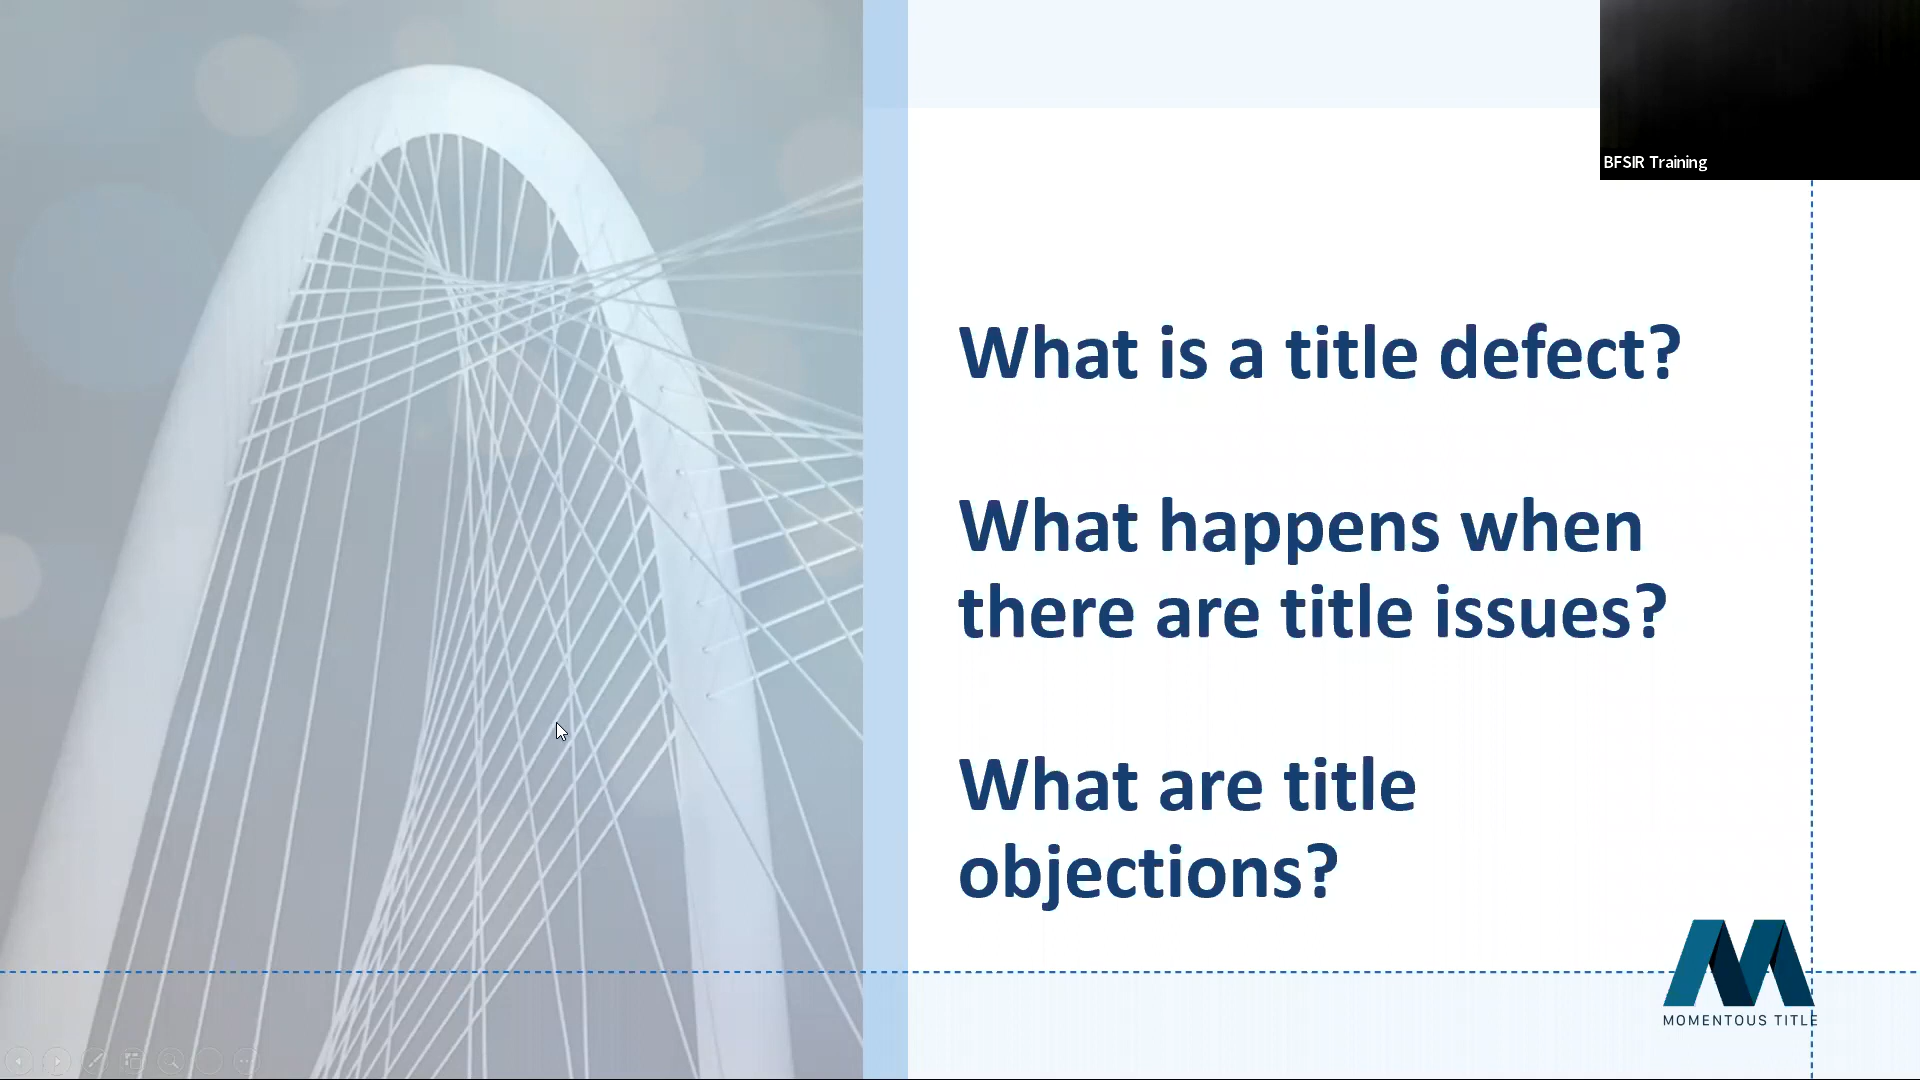 BFSIR Training
What is a title defect?
What happens when
there are title issues?
What are title
objections?
MOMENTOUS TITLE